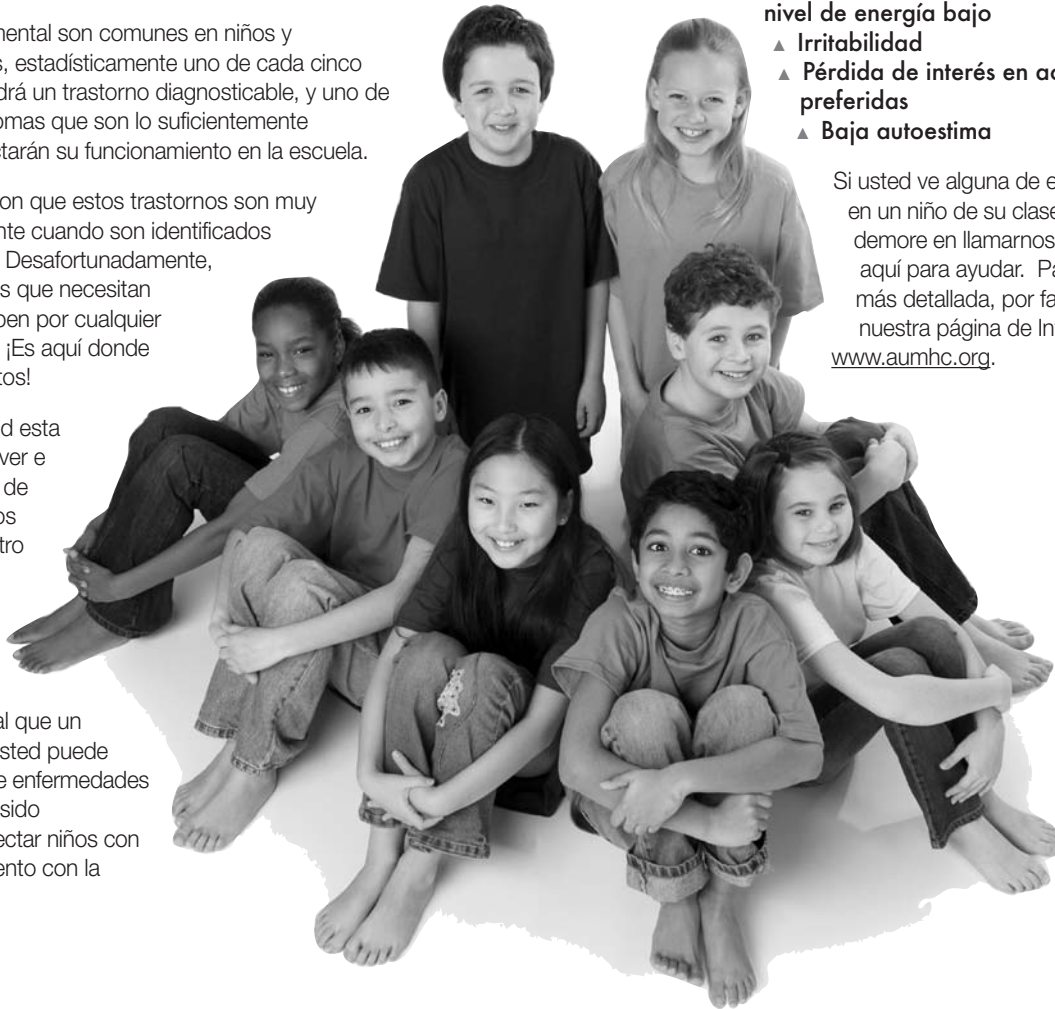 mental son comunes en niños y
s, estadísticamente uno de cada cinco
drá un trastorno diagnosticable, y uno de
omas que son lo suficientemente
ctarán su funcionamiento en la escuela.
on que estos trastornos son muy
nte cuando son identificados
Desafortunadamente,
s que necesitan
ben por cualquier
¡Es aquí donde
tos!
d esta
ver e
de
os
tro
al que un
usted puede
e enfermedades
sido
ectar niños con
ento con la
nivel de energía bajo
▲ Irritabilidad
▲ Pérdida de interés en ac
preferidas
▲ Baja autoestima
Si usted ve alguna de e
en un niño de su clase
demore en llamarnos
aquí para ayudar. Pa
más detallada, por fa
nuestra página de In
www.aumhc.org.